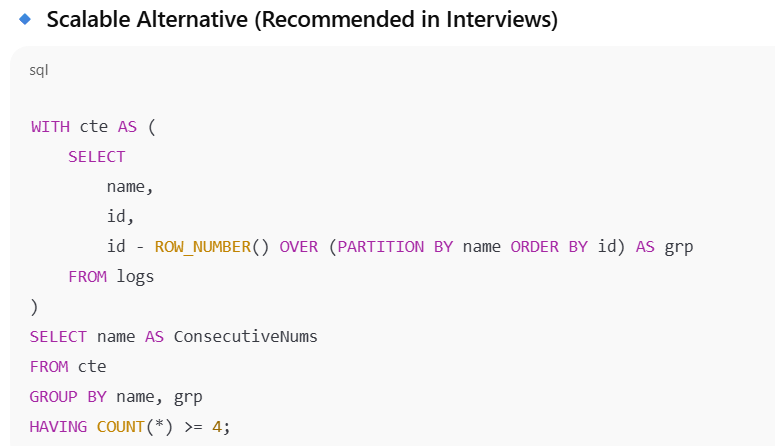 🔹 Scalable Alternative (Recommended in Interviews)
sql
WITH cte AS (
    SELECT
        name,
        id,
        id - ROW_NUMBER() OVER (PARTITION BY name ORDER BY id) AS grp
    FROM logs
)
SELECT name AS ConsecutiveNums
FROM cte
GROUP BY name, grp
HAVING COUNT(*) >= 4;